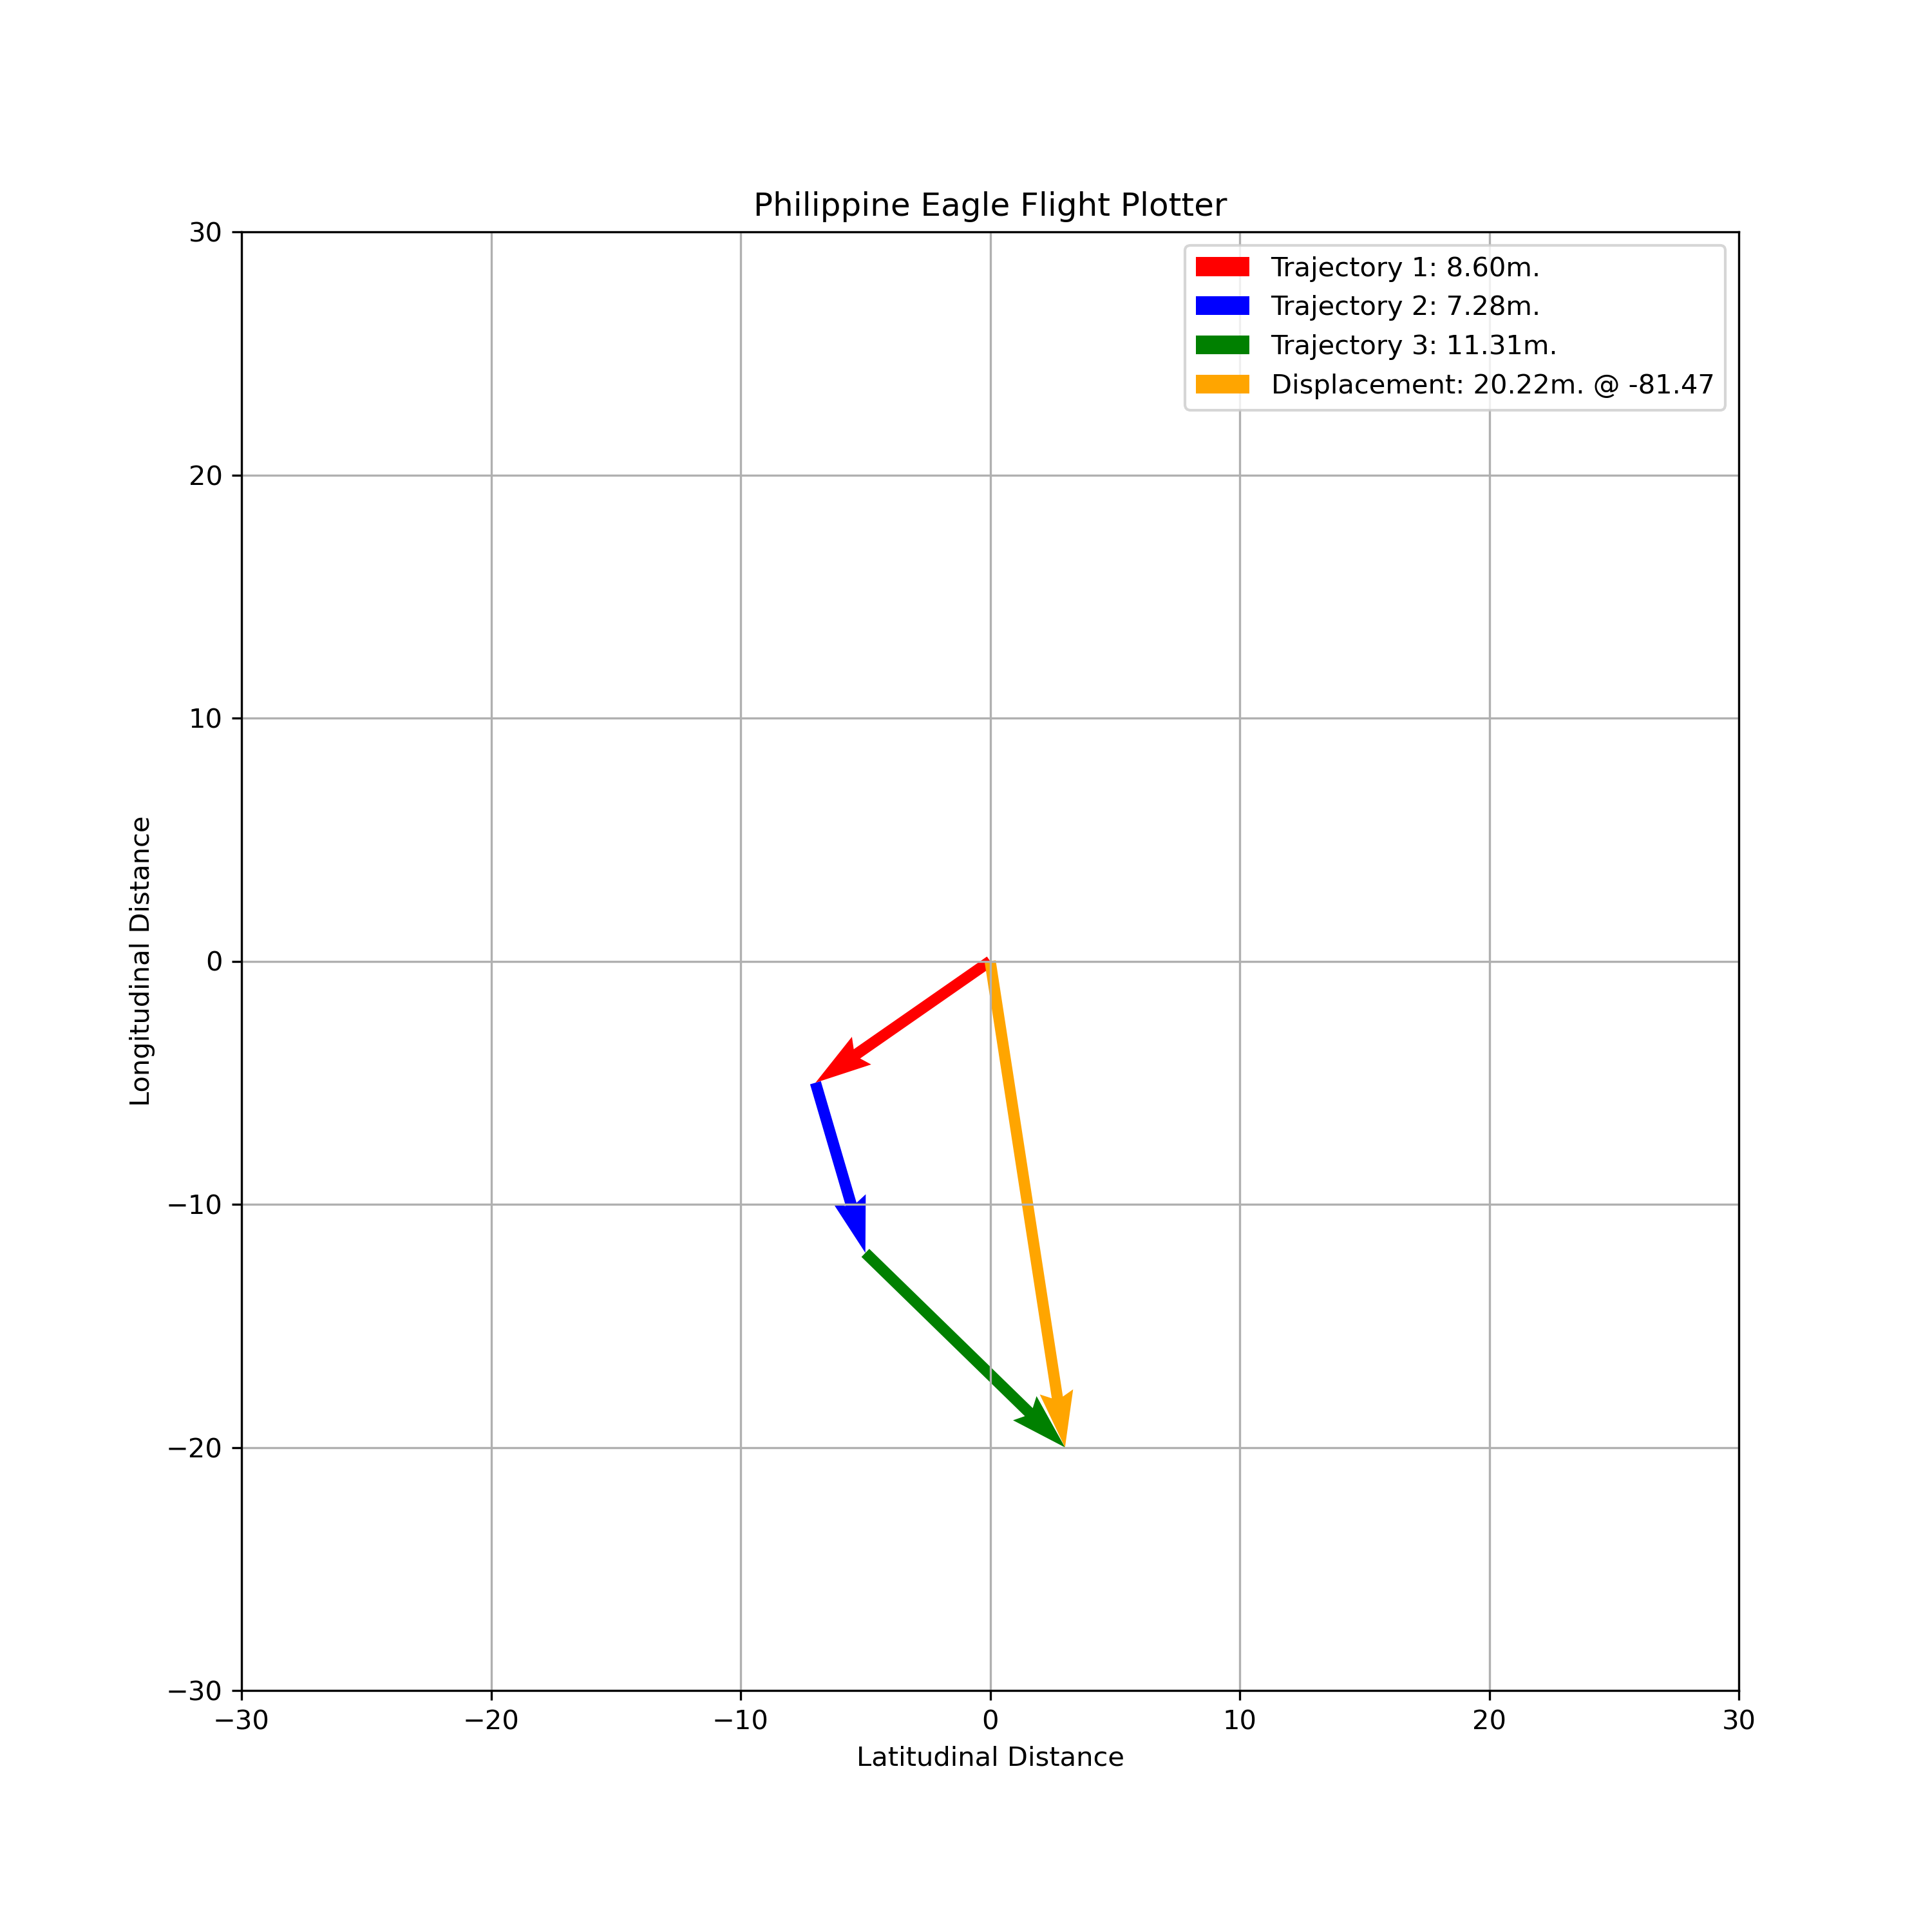 Philippine Eagle Flight Plotter
Trajectory 1: 8.60m.
Trajectory 2: 7.28m.
Trajectory 3: 11.31m.
Displacement: 20.22m. @ -81.47
30
20
10
0
−10
−20
−30
Longitudinal Distance
−30 −20 −10 0 10 20 30
Latitudinal Distance